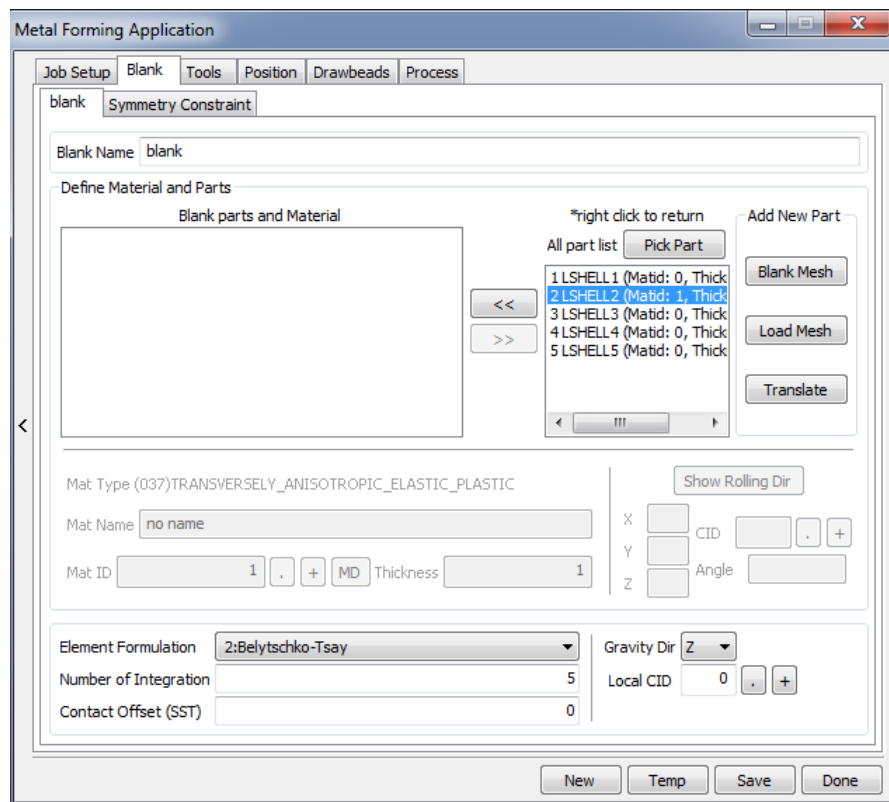 Metal Forming Application
Job Setup Blank Tools Position Drawbeads Process
blank Symmetry Constraint
Blank Name blank
Define Material and Parts
Blank parts and Material
*right click to return
Add New Part
All part list Pick Part
1 LSHELL1 (Matid: 0, Thick
2 LSHELL2 (Matid: 1, Thick
3 LSHELL3 (Matid: 0, Thick
4 LSHELL4 (Matid: 0, Thick
5 LSHELL5 (Matid: 0, Thick
<<
>>
Blank Mesh
Load Mesh
Translate
<
Mat Type (037)TRANSVERSELY_ANISOTROPIC_ELASTIC_PLASTIC
Mat Name no name
Mat ID 1 . + MD Thickness 1
Show Rolling Dir
X
Y
Z
CID . +
Angle
Element Formulation 2:Belytschko-Tsay
Number of Integration 5
Contact Offset (SST) 0
Gravity Dir Z
Local CID 0 . +
New Temp Save Done